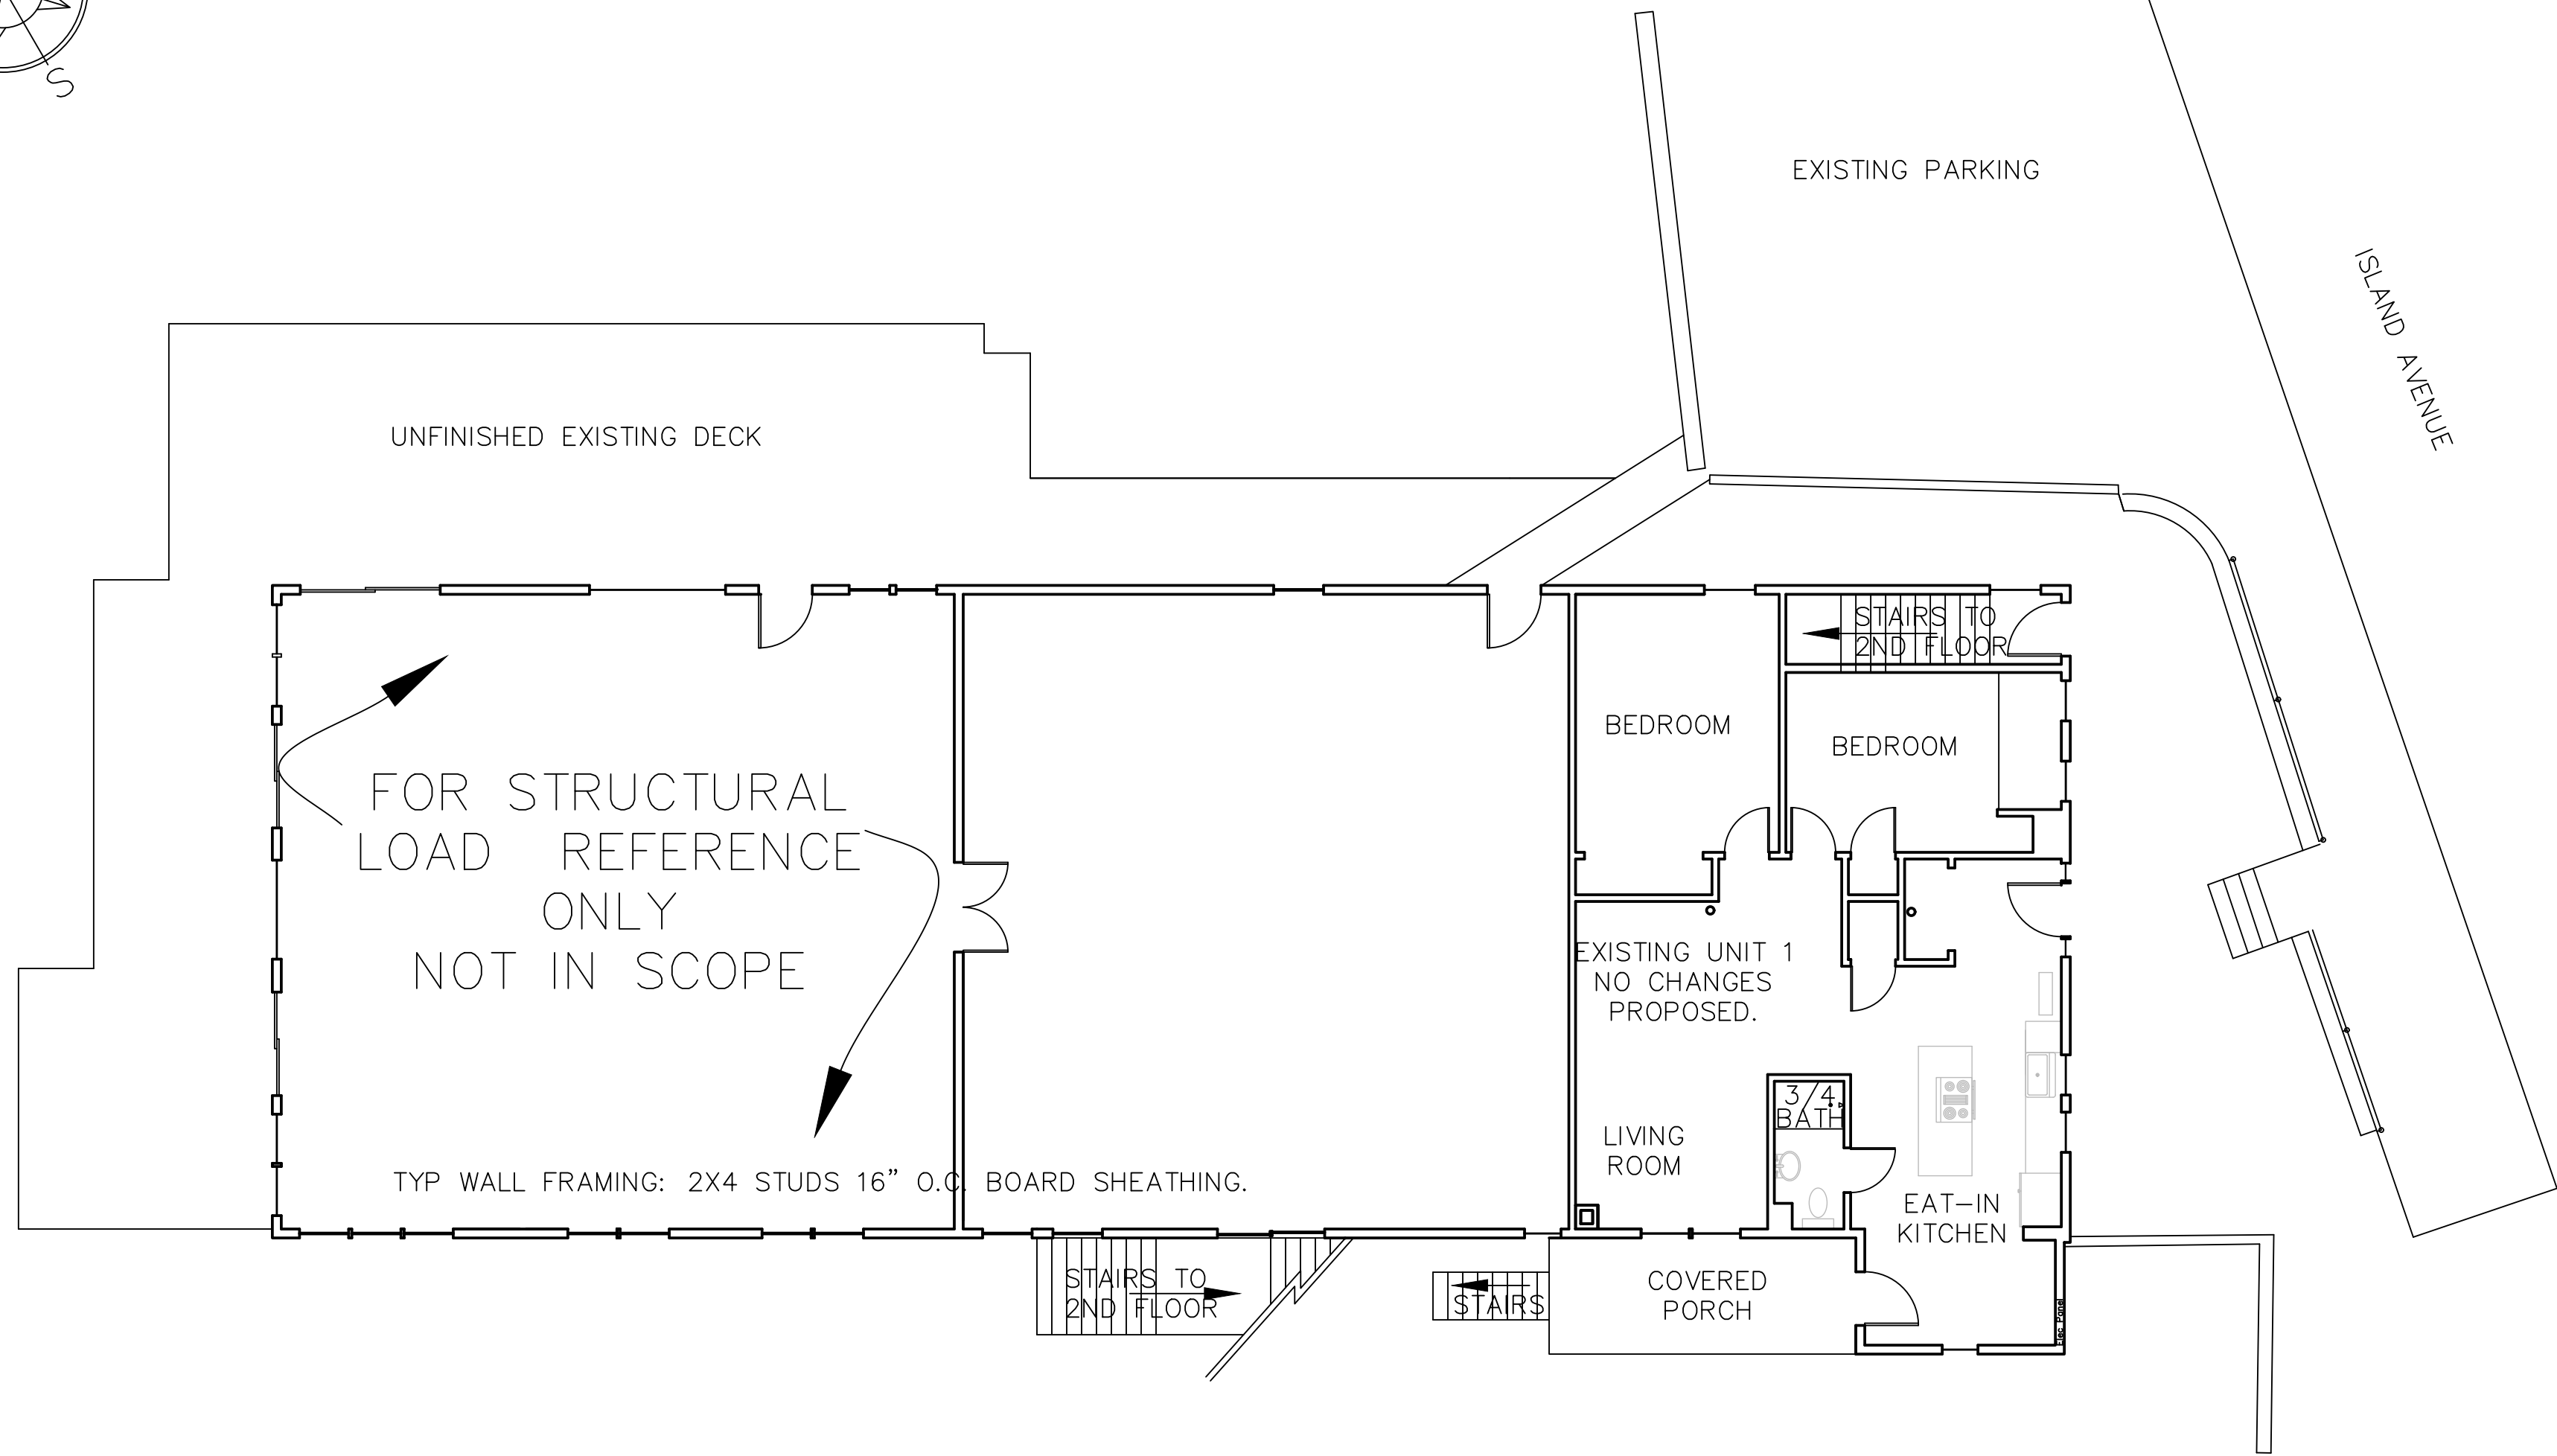 S
EXISTING PARKING
ISLAND AVENUE
UNFINISHED EXISTING DECK
STAIRS TO
2ND FLOOR
BEDROOM
BEDROOM
FOR STRUCTURAL
LOAD REFERENCE
ONLY
NOT IN SCOPE
EXISTING UNIT 1
NO CHANGES
PROPOSED.
3/4
BATH
LIVING
ROOM
TYP WALL FRAMING: 2X4 STUDS 16” O.C. BOARD SHEATHING.
EAT-IN
KITCHEN
STAIRS TO
2ND FLOOR
STAIRS
COVERED
PORCH
Elec Panel